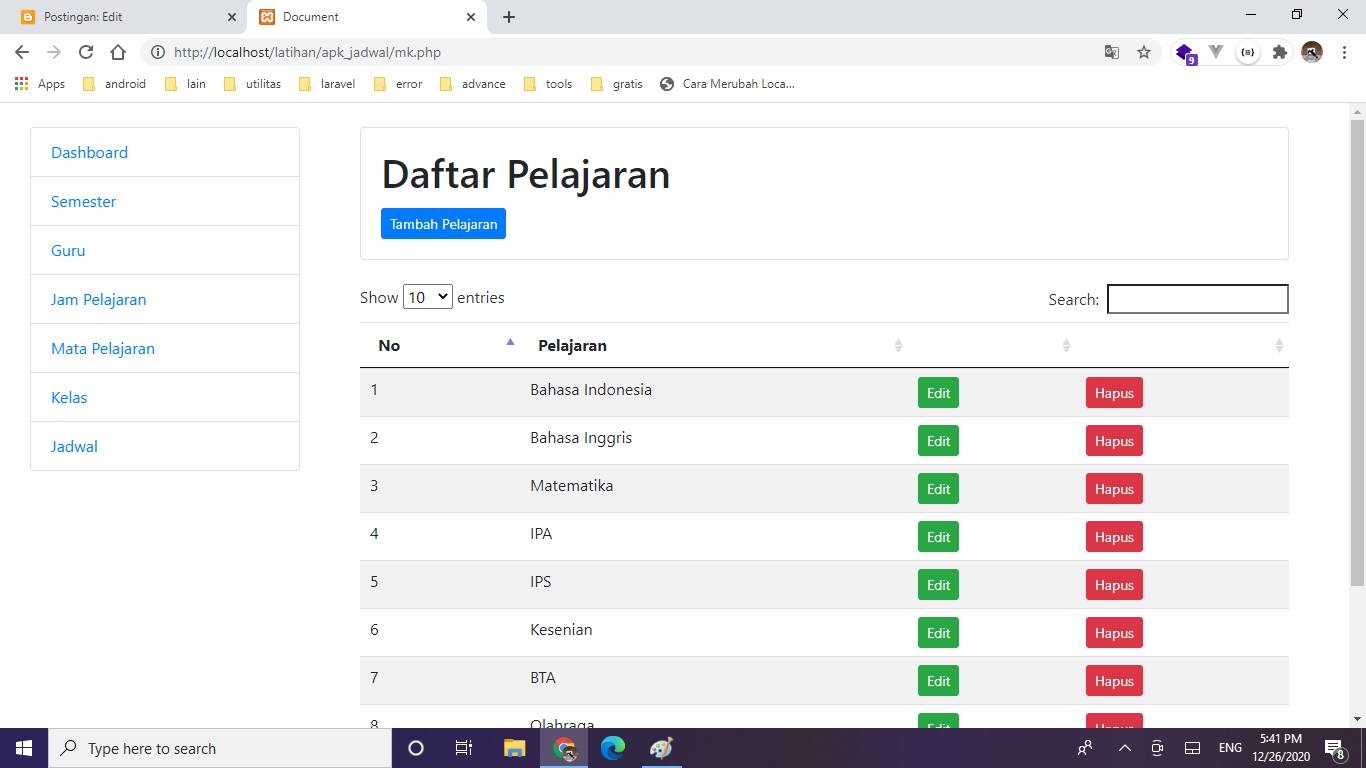 Postingan: Edit
Document
http://localhost/latihan/apk_jadwal/mk.php
9
Apps android lain utilitas laravel error advance tools gratis Cara Merubah Loca...
Dashboard
Semester
Guru
Jam Pelajaran
Mata Pelajaran
Kelas
Jadwal
Daftar Pelajaran
Tambah Pelajaran
Show 10 entries
Search:
No Pelajaran
1 Bahasa Indonesia Edit Hapus
2 Bahasa Inggris Edit Hapus
3 Matematika Edit Hapus
4 IPA Edit Hapus
5 IPS Edit Hapus
6 Kesenian Edit Hapus
7 BTA Edit Hapus
8 Olahraga Edit Hapus
Type here to search
ENG
5:41 PM
12/26/2020
8